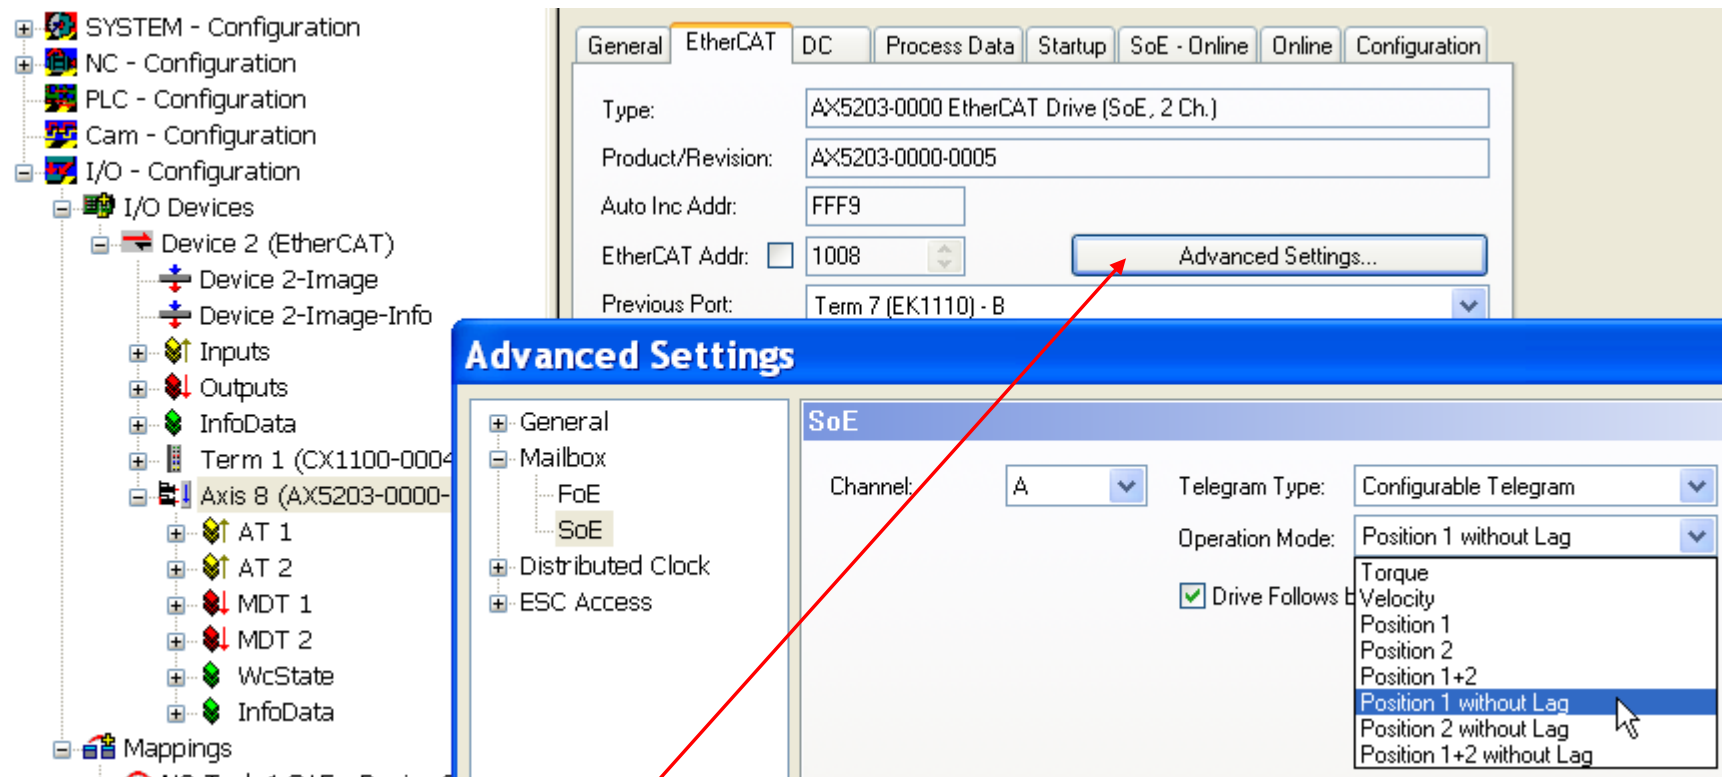 SYSTEM - Configuration
NC - Configuration
PLC - Configuration
Cam - Configuration
I/O - Configuration
I/O Devices
Device 2 (EtherCAT)
Device 2-Image
Device 2-Image-Info
Inputs
Outputs
InfoData
Term 1 (CX1100-0004
Axis 8 (AX5203-0000-
AT 1
AT 2
MDT 1
MDT 2
WcState
InfoData
Mappings
General EtherCAT DC Process Data Startup SoE - Online Online Configuration
Type: AX5203-0000 EtherCAT Drive (SoE, 2 Ch.)
Product/Revision: AX5203-0000-0005
Auto Inc Addr: FFF9
EtherCAT Addr: 1008 Advanced Settings...
Previous Port: Term 7 (EK1110) - B
Advanced Settings
General
Mailbox
FoE
SoE
Distributed Clock
ESC Access
SoE
Channel: A Telegram Type: Configurable Telegram
Operation Mode: Position 1 without Lag
Drive Follows
Torque
Velocity
Position 1
Position 2
Position 1+2
Position 1 without Lag
Position 2 without Lag
Position 1+2 without Lag